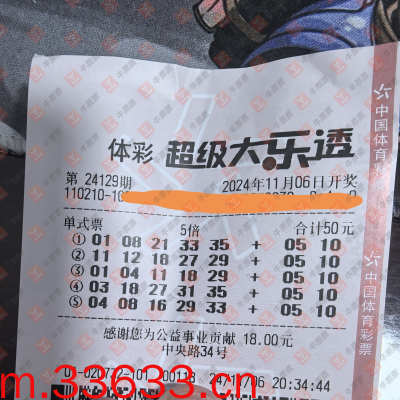 体彩 超级大乐透
第 24129期 2024年11月06日开奖
110210-10
单式票 5倍 合计50元
① 01 08 21 33 35 + 05 10
② 11 12 18 27 29 + 05 10
③ 01 04 11 18 29 + 05 10
④ 03 18 27 31 35 + 05 10
⑤ 04 08 16 29 33 + 05 10
感谢您为公益事业贡献 18.00元
中央路34号
01-020772-101 20:34:44
m.33633.cn
中国体育彩票
中国体育彩票